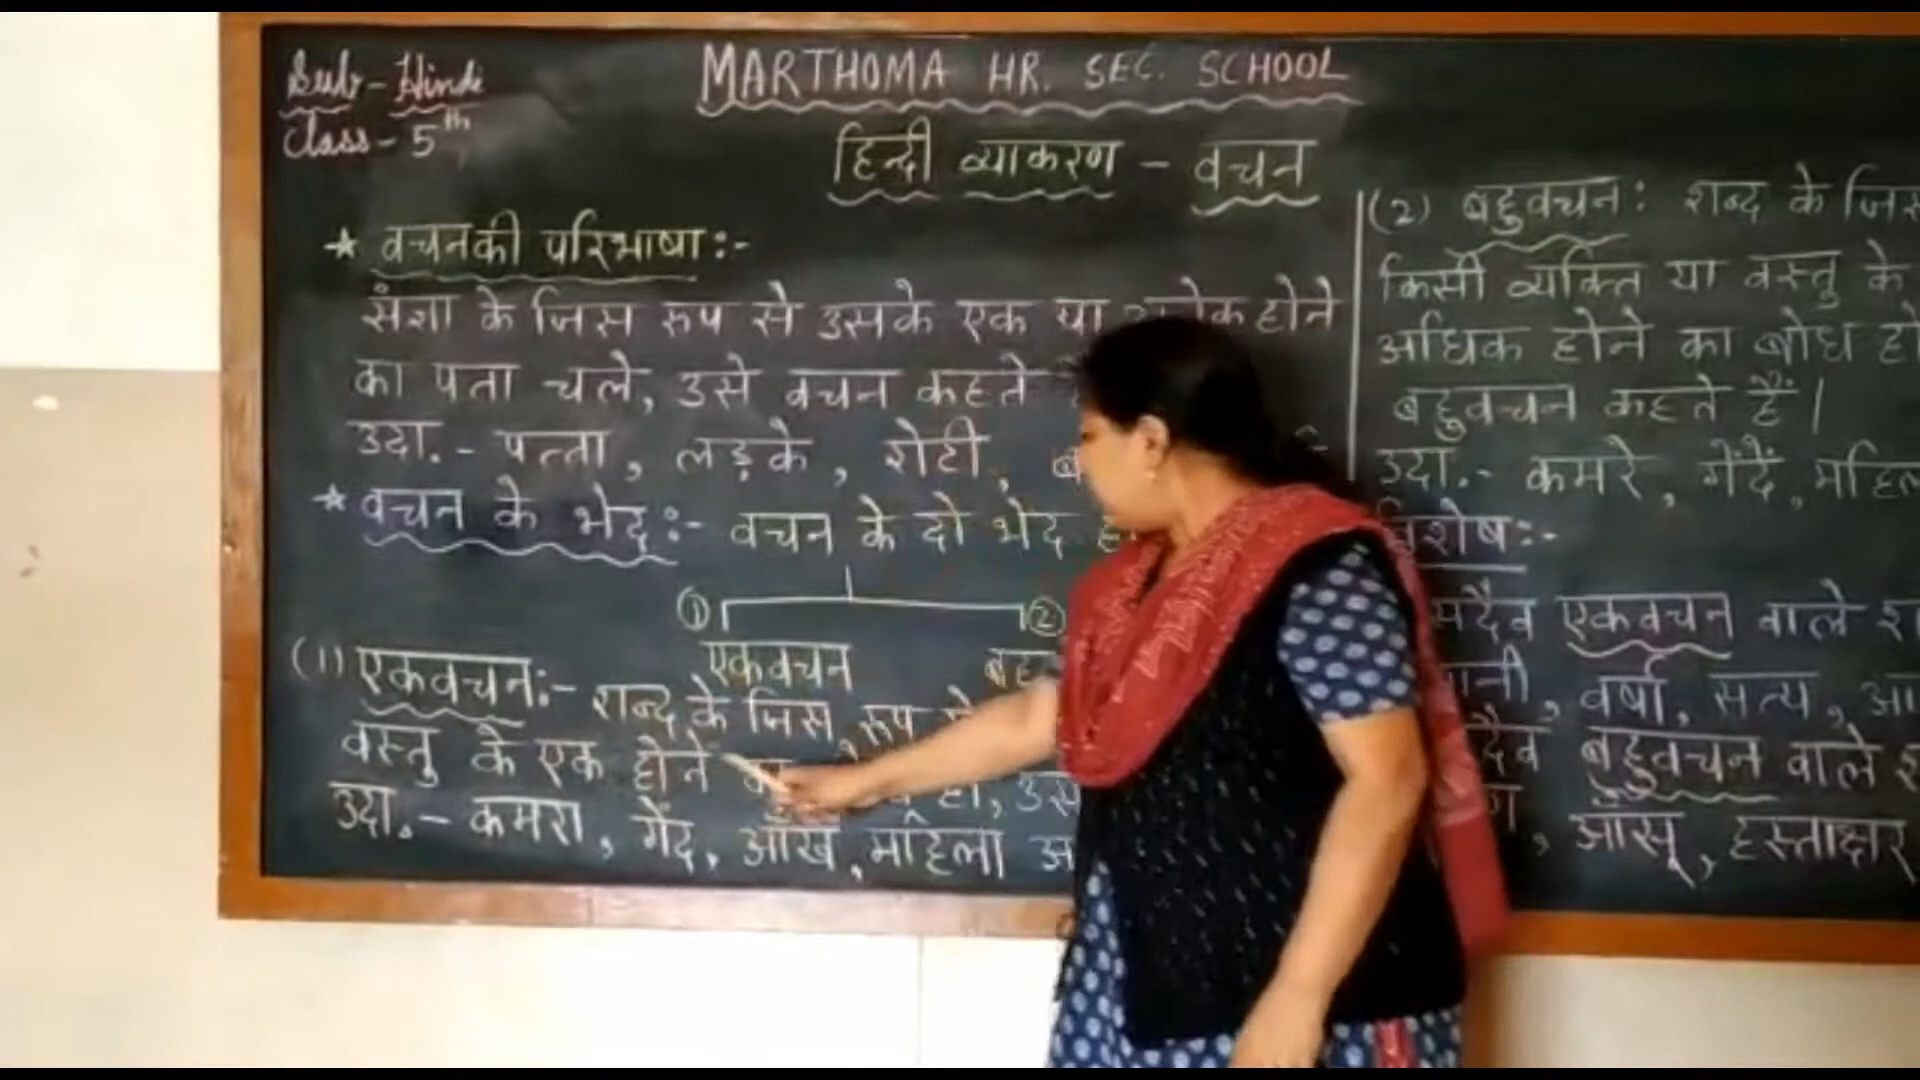 Sub - Hindi
Class - 5th
MARTHOMA HR. SEC. SCHOOL
हिन्दी व्याकरण - वचन
★ वचन की परिभाषा :-
संज्ञा के जिस रूप से उसके एक या होने
का पता चले, उसे वचन कहते
उदा. - पत्ता, लड़के, रोटी,
★ वचन के भेद :- वचन के दो भेद
① ②
एकवचन
(1) एकवचन :- शब्द के जिस रूप
वस्तु के एक होने हो,
उदा. - कमरा, गेंद, आँख, महिला
(2) बहुवचन : शब्द के जिस
किसी व्यक्ति या वस्तु के
अधिक होने का बोध
बहुवचन कहते हैं।
उदा. - कमरे, गेंदें,
विशेष :-
सदैव एकवचन वाले
वर्षा, सत्य,
बहुवचन वाले
आँसू, हस्ताक्षर